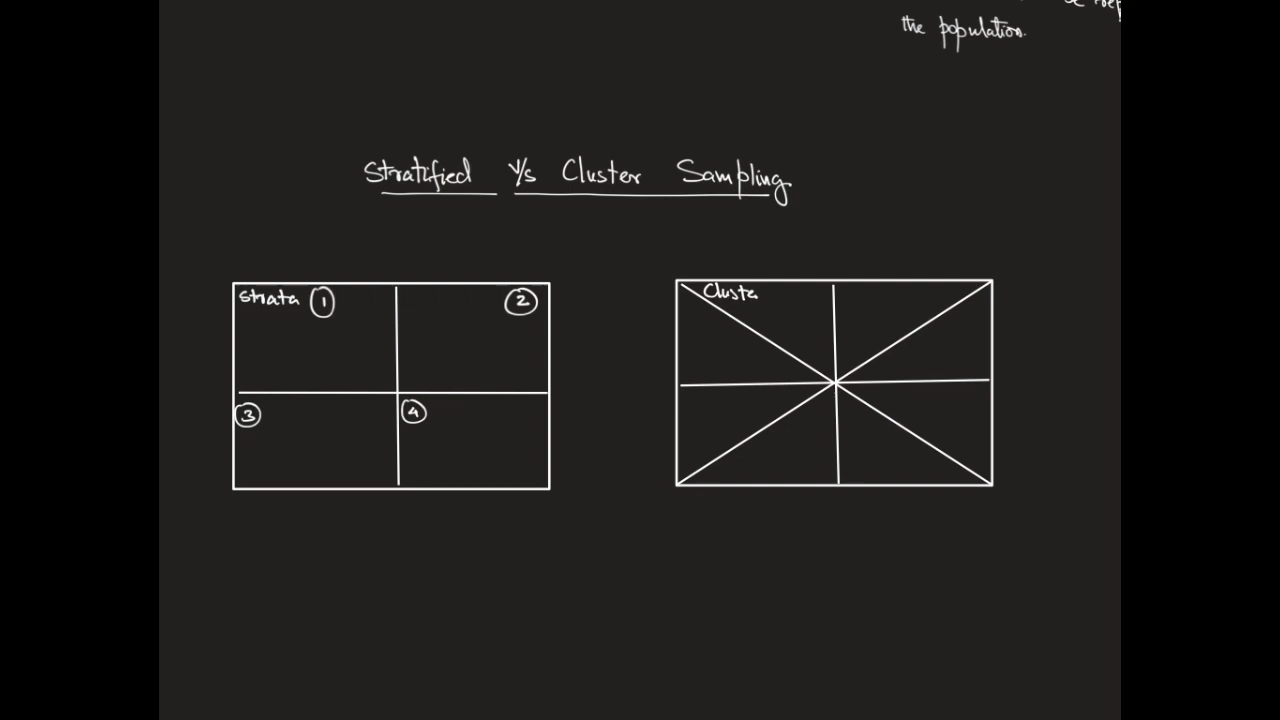 the population.
Stratified v/s Cluster Sampling
Strata 1
2
Cluste
3
4